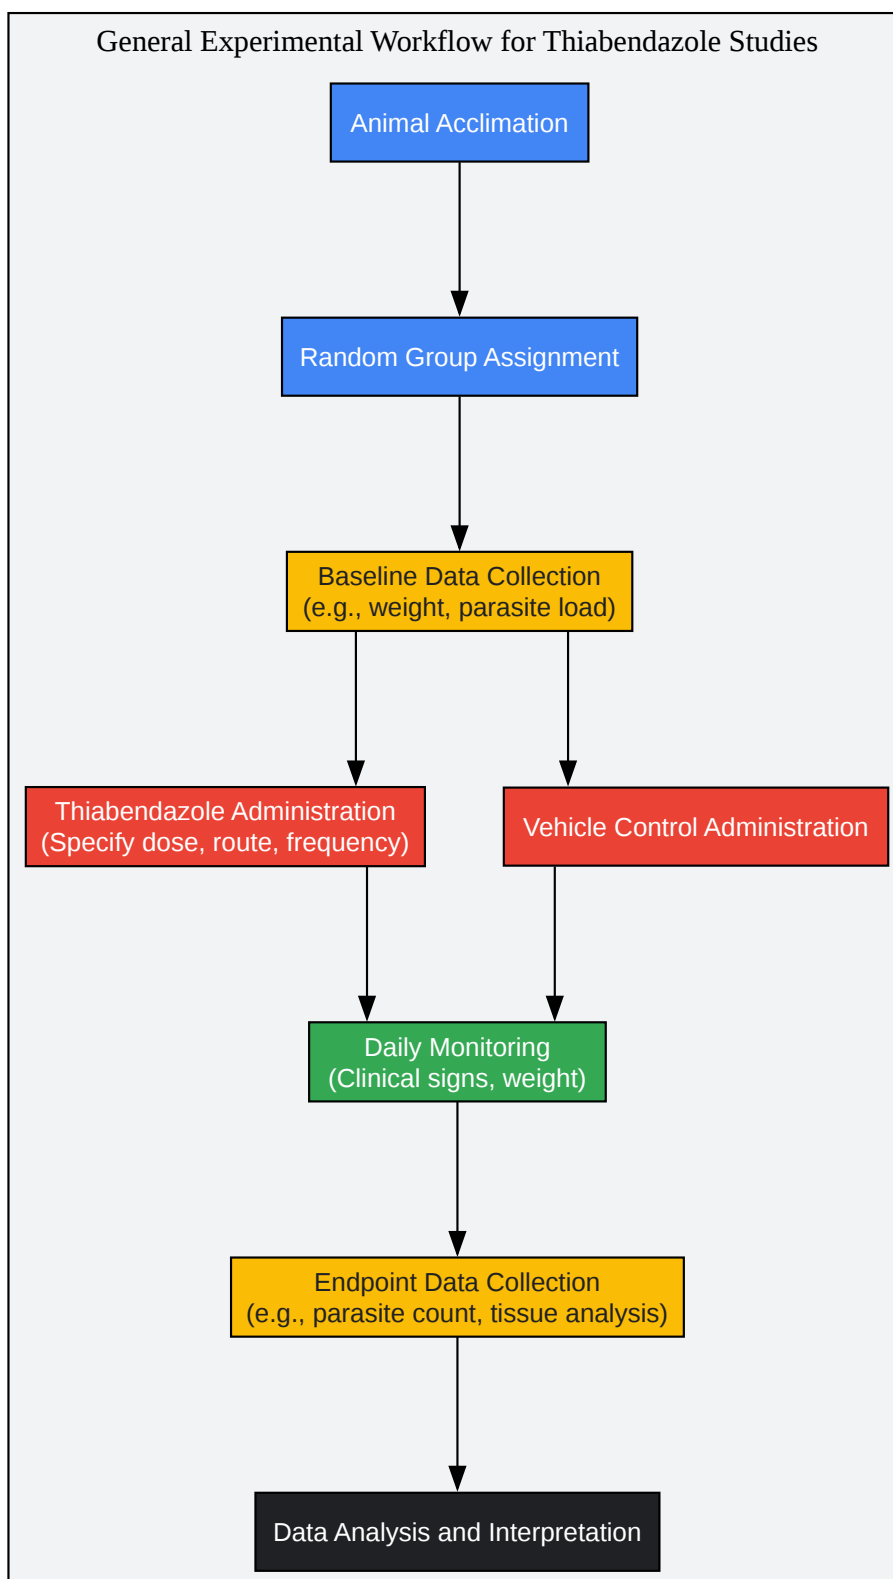 General Experimental Workflow for Thiabendazole Studies
Animal Acclimation
Random Group Assignment
Baseline Data Collection
(e.g., weight, parasite load)
Thiabendazole Administration
(Specify dose, route, frequency)
Vehicle Control Administration
Daily Monitoring
(Clinical signs, weight)
Endpoint Data Collection
(e.g., parasite count, tissue analysis)
Data Analysis and Interpretation